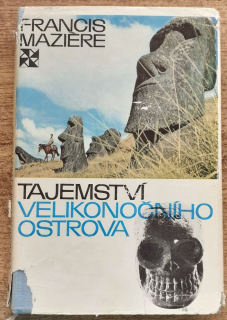 FRANCIS
MAZIÈRE
TAJEMSTVÍ
VELIKONOČNÍHO
OSTROVA